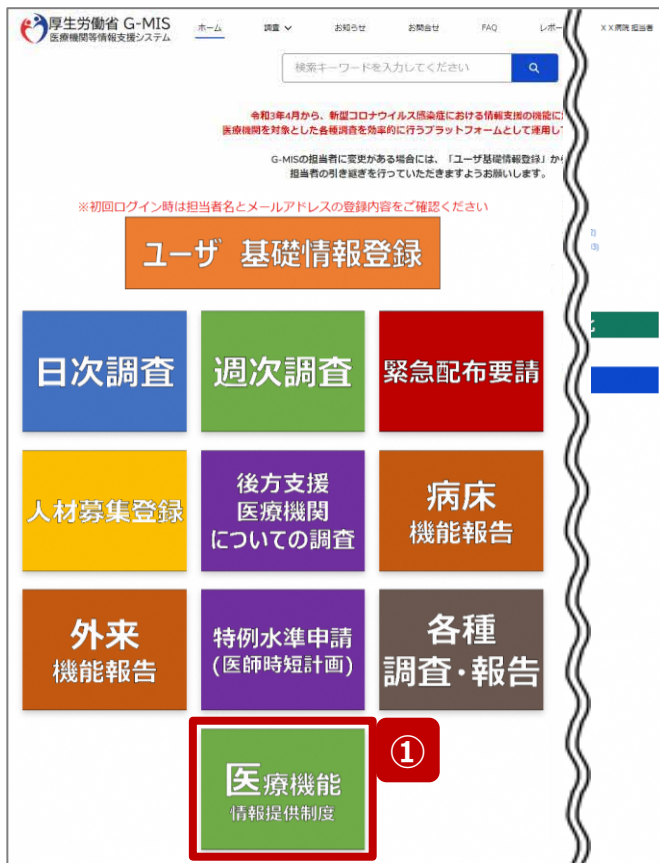 厚生労働省 G-MIS
医療機関等情報支援システム
ホーム 調査 お知らせ お問合せ FAQ レポー
X X病院 担当者
検索キーワードを入力してください
令和3年4月から、新型コロナウイルス感染症における情報支援の機能に
医療機関を対象とした各種調査を効率的に行うプラットフォームとして運用し
G-MISの担当者に変更がある場合には、「ユーザ基礎情報登録」か
担当者の引き継ぎを行っていただきますようお願いします。
※初回ログイン時は担当者名とメールアドレスの登録内容をご確認ください
ユーザ 基礎情報登録
日次調査
週次調査
緊急配布要請
人材募集登録
後方支援
医療機関
についての調査
病床
機能報告
外来
機能報告
特例水準申請
(医師時短計画)
各種
調査・報告
医療機能
情報提供制度
①